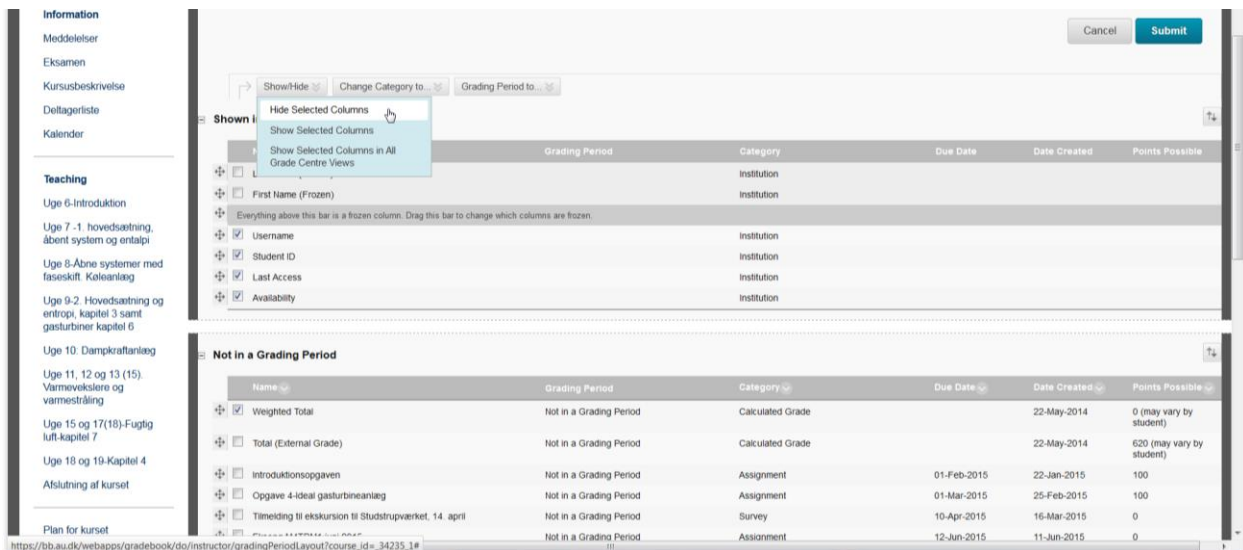 Information
Meddelelser
Eksamen
Kursusbeskrivelse
Deltagerliste
Kalender
Teaching
Uge 6-Introduktion
Uge 7 -1. hovedsætning,
åbent system og entalpi
Uge 8-Åbne systemer med
faseskift. Køleanlæg
Uge 9-2. Hovedsætning og
entropi, kapitel 3 samt
gasturbiner kapitel 6
Uge 10: Dampkraftanlæg
Uge 11, 12 og 13 (15).
Varmevekslere og
varmestråling
Uge 15 og 17(18)-Fugtig
luft-kapitel 7
Uge 18 og 19-Kapitel 4
Afslutning af kurset
Plan for kurset
Cancel Submit
Show/Hide Change Category to... Grading Period to...
Hide Selected Columns
Show Selected Columns
Show Selected Columns in All
Grade Centre Views
Shown i
Grading Period Category Due Date Date Created Points Possible
Institution
First Name (Frozen) Institution
Everything above this bar is a frozen column. Drag this bar to change which columns are frozen.
Username Institution
Student ID Institution
Last Access Institution
Availability Institution
Not in a Grading Period
Name Grading Period Category Due Date Date Created Points Possible
Weighted Total Not in a Grading Period Calculated Grade 22-May-2014 0 (may vary by
student)
Total (External Grade) Not in a Grading Period Calculated Grade 22-May-2014 620 (may vary by
student)
Introduktionsopgaven Not in a Grading Period Assignment 01-Feb-2015 22-Jan-2015 100
Opgave 4-Ideal gasturbineanlæg Not in a Grading Period Assignment 01-Mar-2015 25-Feb-2015 100
Tilmelding til ekskursion til Studstrupværket, 14. april Not in a Grading Period Survey 10-Apr-2015 16-Mar-2015 0
Not in a Grading Period Assignment 12-Jun-2015 11-Jun-2015 0
https://bb.au.dk/webapps/gradebook/do/instructor/gradingPeriodLayout?course_id=_34235_1#